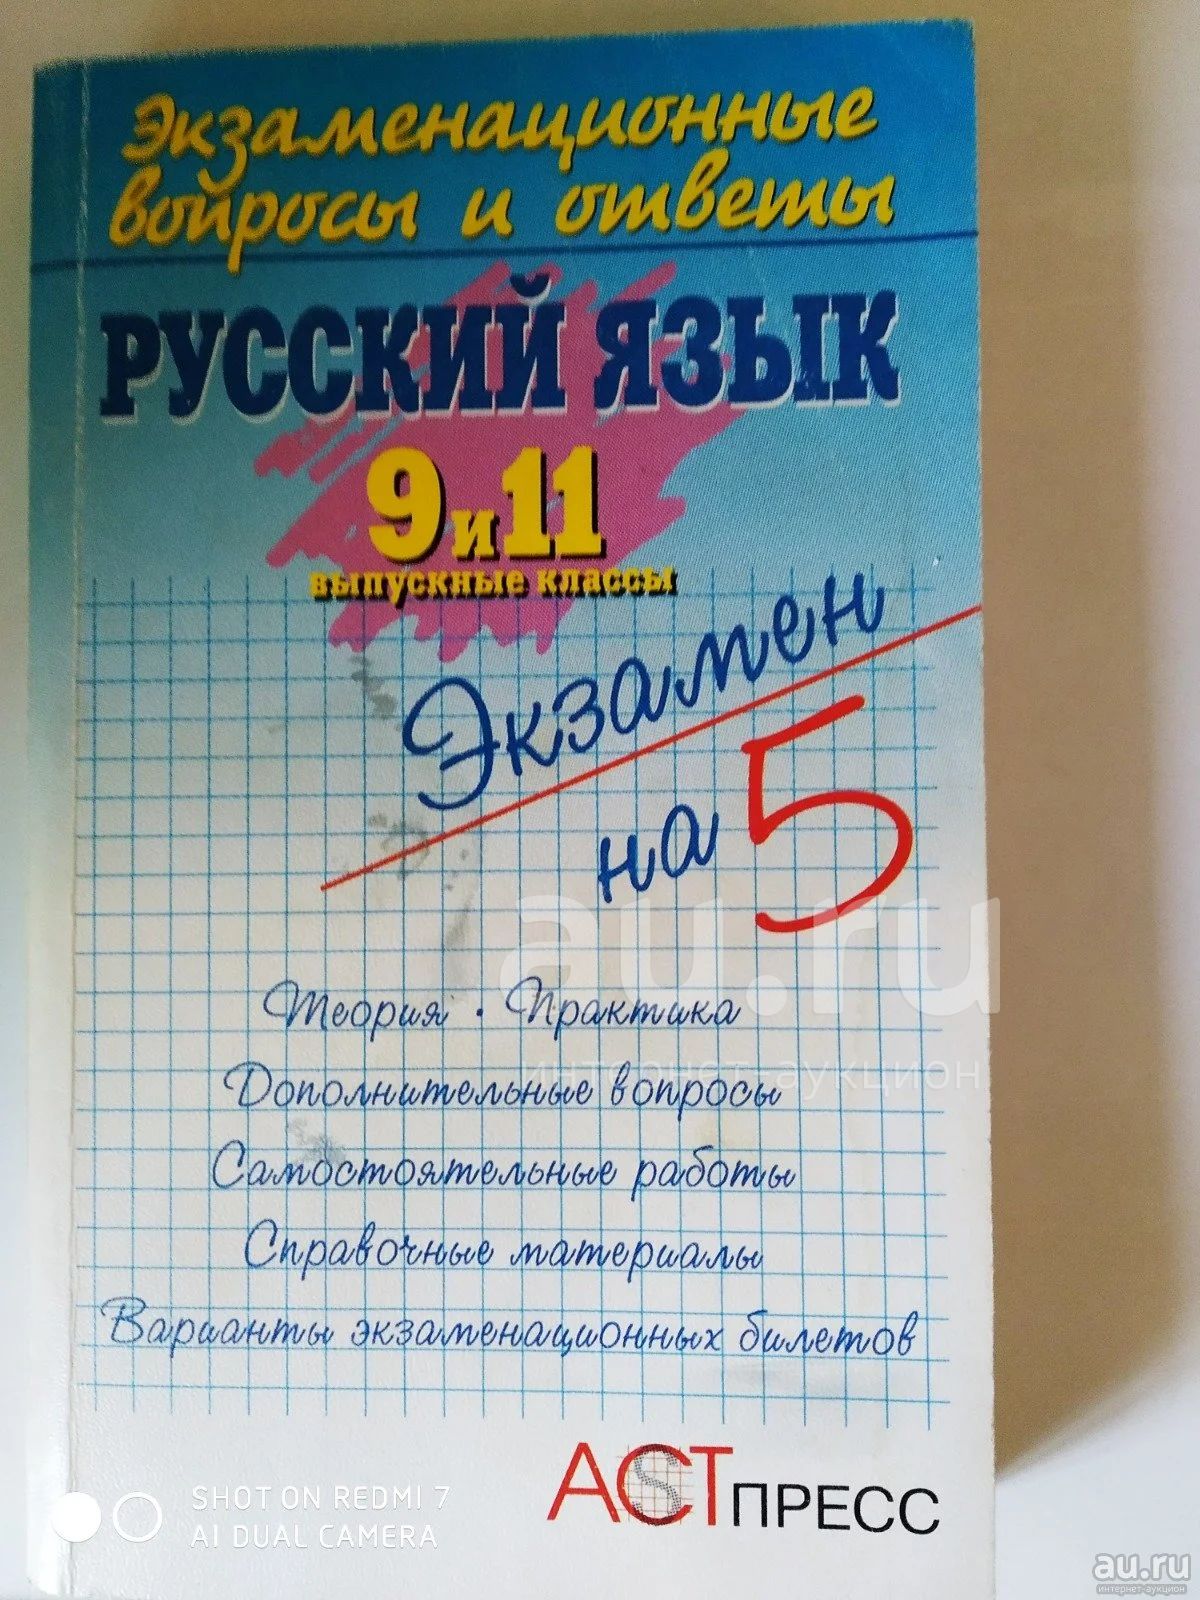 Экзаменационные
вопросы и ответы
РУССКИЙ ЯЗЫК
9 и 11
выпускные классы
Экзамен
на 5
au.ru
интернет-аукцион
Теория · Практика
Дополнительные вопросы
Самостоятельные работы
Справочные материалы
Варианты экзаменационных билетов
АСТ ПРЕСС
SHOT ON REDMI 7
AI DUAL CAMERA
au.ru
интернет-аукцион